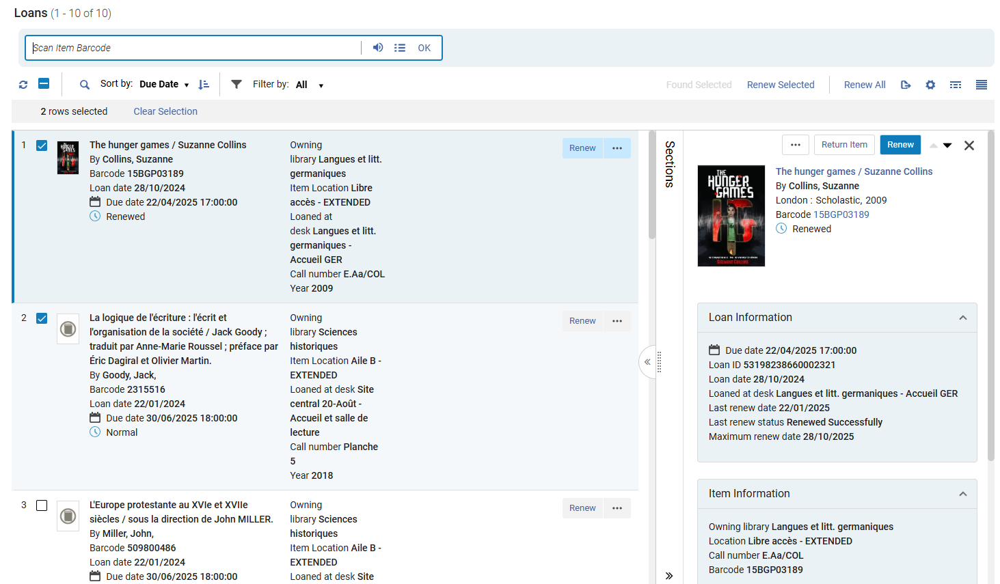 Loans (1 - 10 of 10)
Scan Item Barcode
OK
Sort by: Due Date
Filter by: All
Found Selected
Renew Selected
Renew All
2 rows selected
Clear Selection
1
The hunger games / Suzanne Collins
By Collins, Suzanne
Barcode 15BGP03189
Loan date 28/10/2024
Due date 22/04/2025 17:00:00
Renewed
Owning
library Langues et litt.
germaniques
Item Location Libre
accès - EXTENDED
Loaned at
desk Langues et litt.
germaniques -
Accueil GER
Call number E.Aa/COL
Year 2009
Renew
2
La logique de l'écriture : l'écrit et
l'organisation de la société / Jack Goody ;
traduit par Anne-Marie Roussel ; préface par
Éric Dagiral et Olivier Martin.
By Goody, Jack,
Barcode 2315516
Loan date 22/01/2024
Due date 30/06/2025 18:00:00
Normal
Owning
library Sciences
historiques
Item Location Aile B -
EXTENDED
Loaned at desk Site
central 20-Août -
Accueil et salle de
lecture
Call number Planche
5
Year 2018
Renew
3
L'Europe protestante au XVIe et XVIIe
siècles / sous la direction de John MILLER.
By Miller, John,
Barcode 509800486
Loan date 22/01/2024
Due date 30/06/2025 18:00:00
Owning
library Sciences
historiques
Item Location Aile B -
EXTENDED
Loaned at desk Site
Renew
Sections
Return Item
Renew
THE
HUNGER
GAMES
STRATEGY IS EVERYTHING
SUZANNE COLLINS
The hunger games / Suzanne Collins
By Collins, Suzanne
London : Scholastic, 2009
Barcode 15BGP03189
Renewed
Loan Information
Due date 22/04/2025 17:00:00
Loan ID 53198238660002321
Loan date 28/10/2024
Loaned at desk Langues et litt. germaniques - Accueil GER
Last renew date 22/01/2025
Last renew status Renewed Successfully
Maximum renew date 28/10/2025
Item Information
Owning library Langues et litt. germaniques
Location Libre accès - EXTENDED
Call number E.Aa/COL
Barcode 15BGP03189